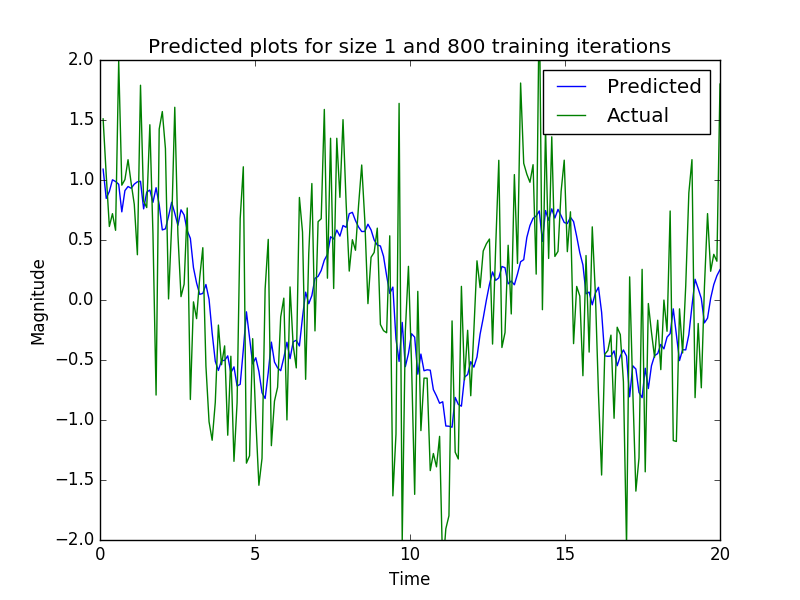 Predicted plots for size 1 and 800 training iterations
Predicted
Actual
2.0
1.5
1.0
0.5
0.0
−0.5
−1.0
−1.5
−2.0
Magnitude
0 5 10 15 20
Time